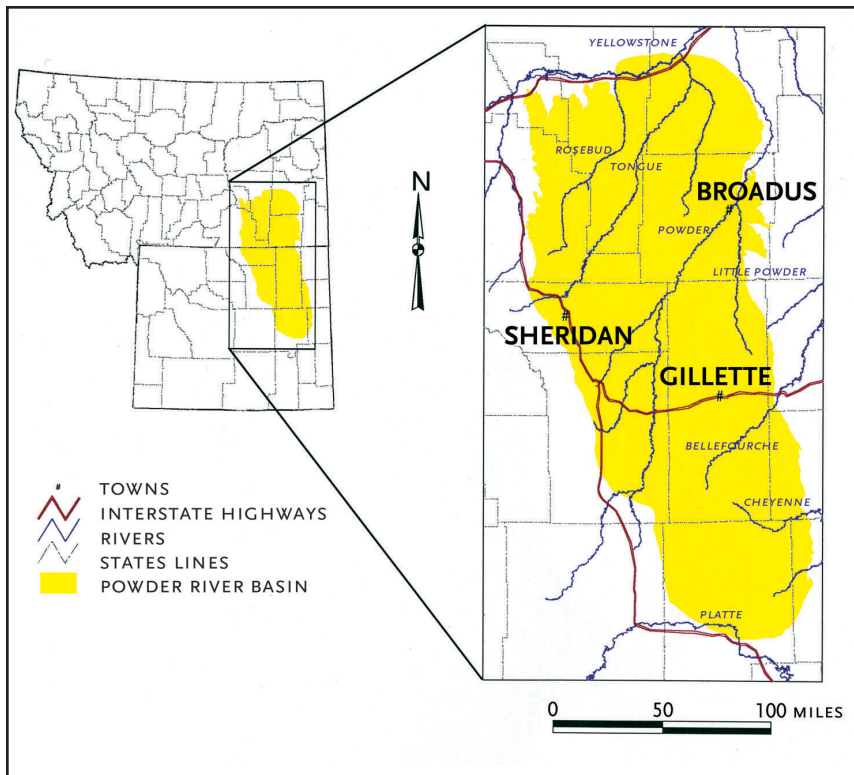 YELLOWSTONE
ROSEBUD
TONGUE
BROADUS
#
POWDER
LITTLE POWDER
#
SHERIDAN
GILLETTE
#
BELLEFOURCHE
CHEYENNE
PLATTE
N
# TOWNS
INTERSTATE HIGHWAYS
RIVERS
STATES LINES
POWDER RIVER BASIN
0 50 100 MILES